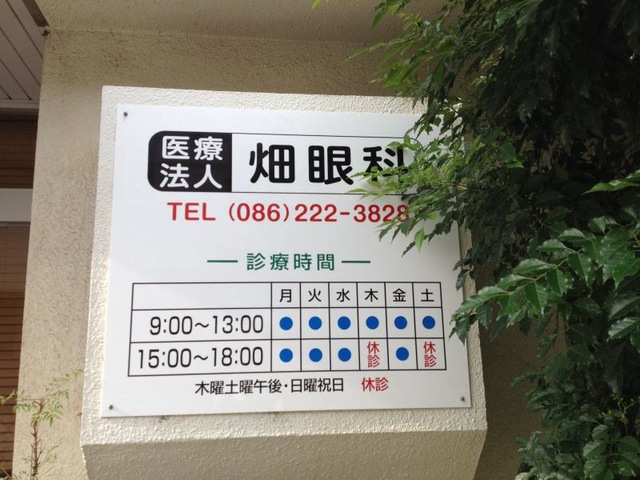 医療法人 畑眼科
TEL (086)222-3828
診療時間
月 火 水 木 金 土
9:00〜13:00 ● ● ● ● ● ●
15:00〜18:00 ● ● ● 休診 ● 休診
木曜土曜午後・日曜祝日 休診